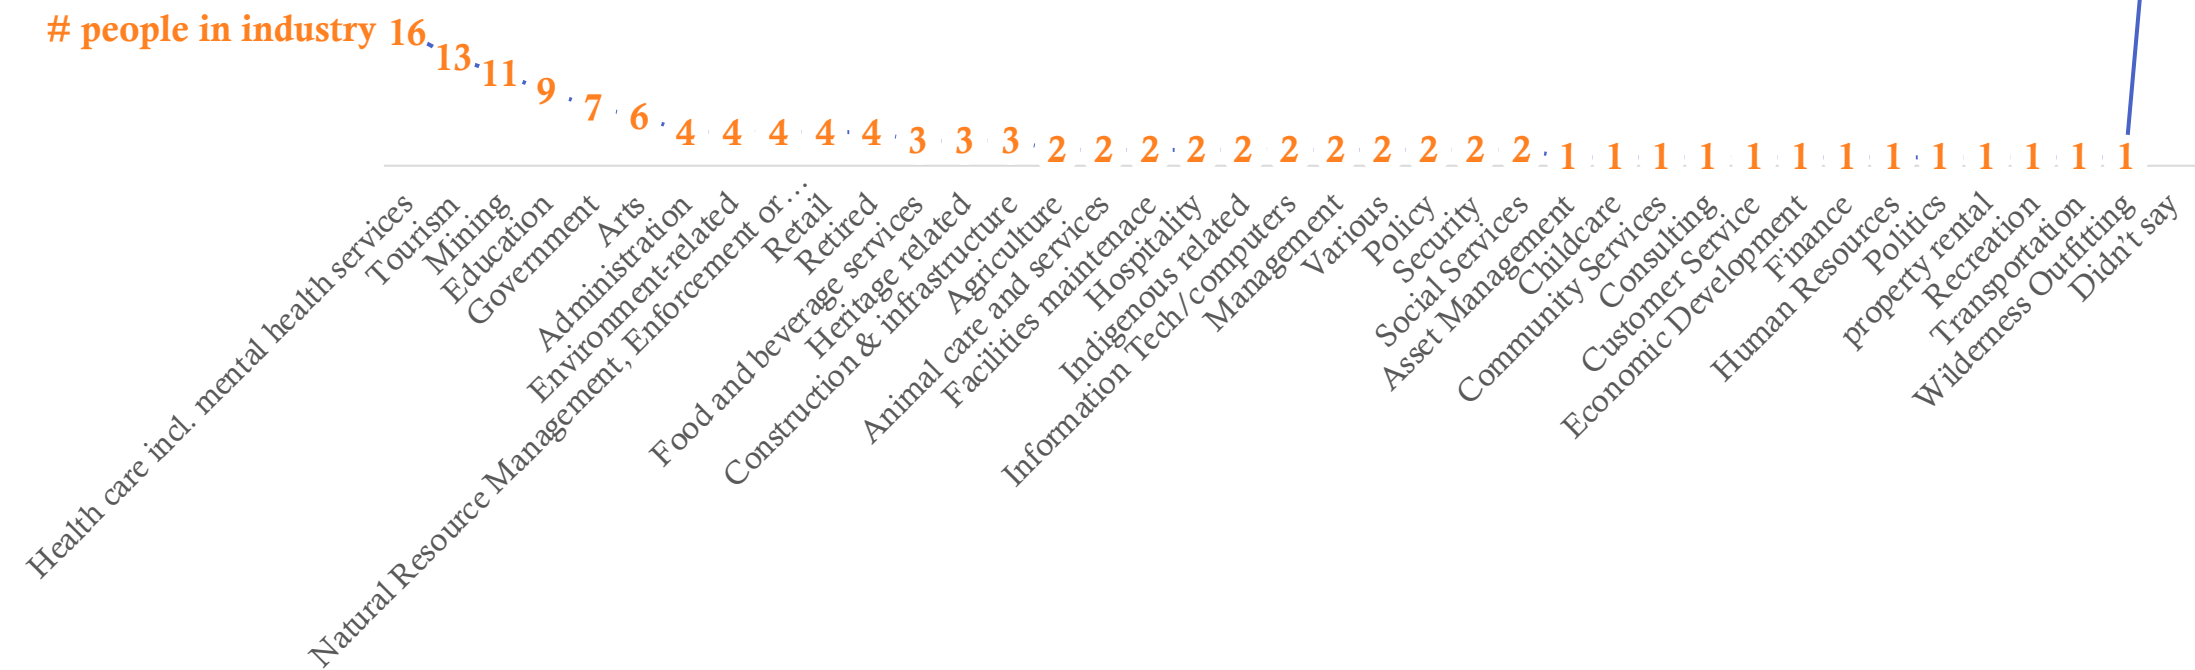 # people in industry
16
13
11
9
7
6
4
4
4
4
4
3
3
3
2
2
2
2
2
2
2
2
2
2
2
1
1
1
1
1
1
1
1
1
1
1
1
1
Health care incl. mental health services
Tourism
Mining
Education
Government
Arts
Administration
Environment-related
Natural Resource Management, Enforcement or…
Retail
Retired
Food and beverage services
Heritage related
Construction & infrastructure
Agriculture
Animal care and services
Facilities maintenace
Hospitality
Indigenous related
Information Tech/computers
Management
Various
Policy
Security
Social Services
Asset Management
Childcare
Community Services
Consulting
Customer Service
Economic Development
Finance
Human Resources
Politics
property rental
Recreation
Transportation
Wilderness Outfitting
Didn't say